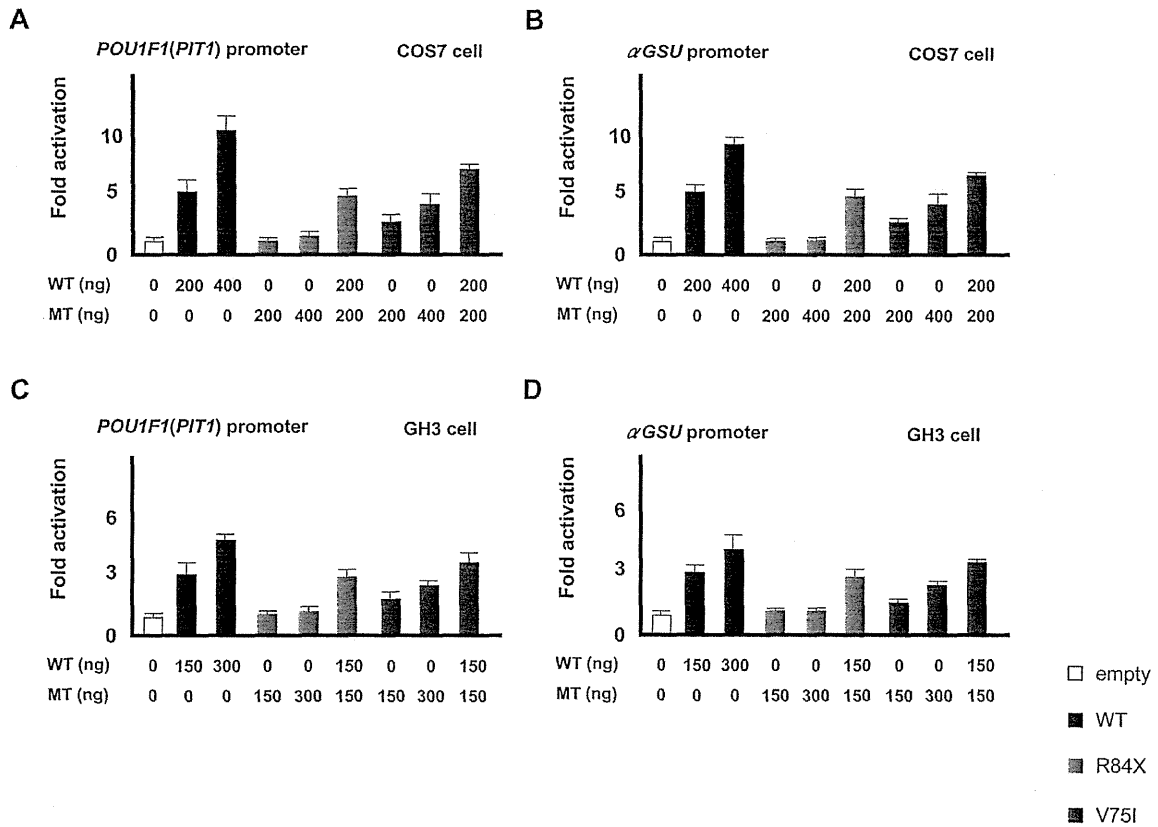 A
POU1F1(PIT1) promoter COS7 cell
Fold activation
10
5
0
WT (ng) 0 200 400 0 0 200 0 0 200
MT (ng) 0 0 0 200 400 200 200 400 200
B
αGSU promoter COS7 cell
Fold activation
10
5
0
WT (ng) 0 200 400 0 0 200 0 0 200
MT (ng) 0 0 0 200 400 200 200 400 200
C
POU1F1(PIT1) promoter GH3 cell
Fold activation
6
3
0
WT (ng) 0 150 300 0 0 150 0 0 150
MT (ng) 0 0 0 150 300 150 150 300 150
D
αGSU promoter GH3 cell
Fold activation
6
3
0
WT (ng) 0 150 300 0 0 150 0 0 150
MT (ng) 0 0 0 150 300 150 150 300 150
empty
WT
R84X
V75I